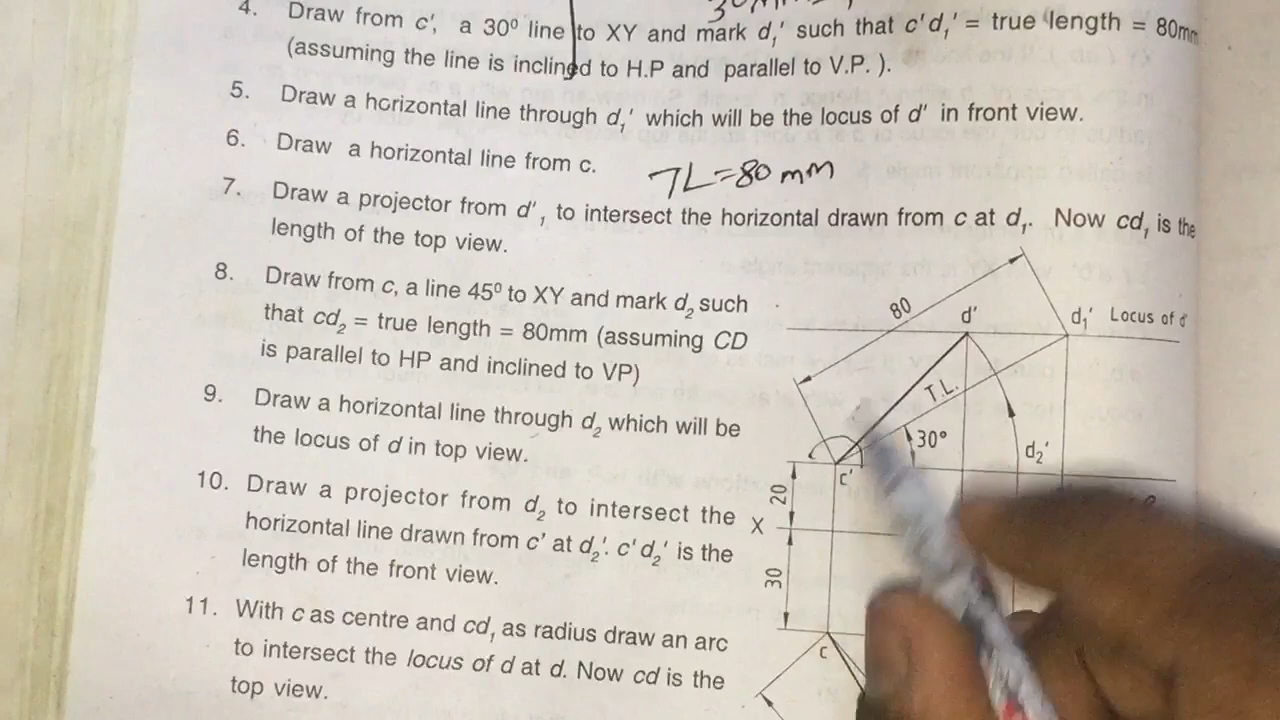 4. Draw from c', a 30⁰ line to XY and mark d₁' such that c'd₁' = true length = 80mm
(assuming the line is inclined to H.P and parallel to V.P. ).
5. Draw a horizontal line through d₁' which will be the locus of d' in front view.
6. Draw a horizontal line from c.
TL=80 mm
7. Draw a projector from d'₁ to intersect the horizontal drawn from c at d₁. Now cd₁ is the
length of the top view.
8. Draw from c, a line 45⁰ to XY and mark d₂ such
that cd₂ = true length = 80mm (assuming CD
is parallel to HP and inclined to VP)
9. Draw a horizontal line through d₂ which will be
the locus of d in top view.
10. Draw a projector from d₂ to intersect the
horizontal line drawn from c' at d₂'. c'd₂' is the
length of the front view.
11. With c as centre and cd₁ as radius draw an arc
to intersect the locus of d at d. Now cd is the
top view.
80
d'
d₁' Locus of
T.L.
30°
d₂'
c'
20
X
30
c